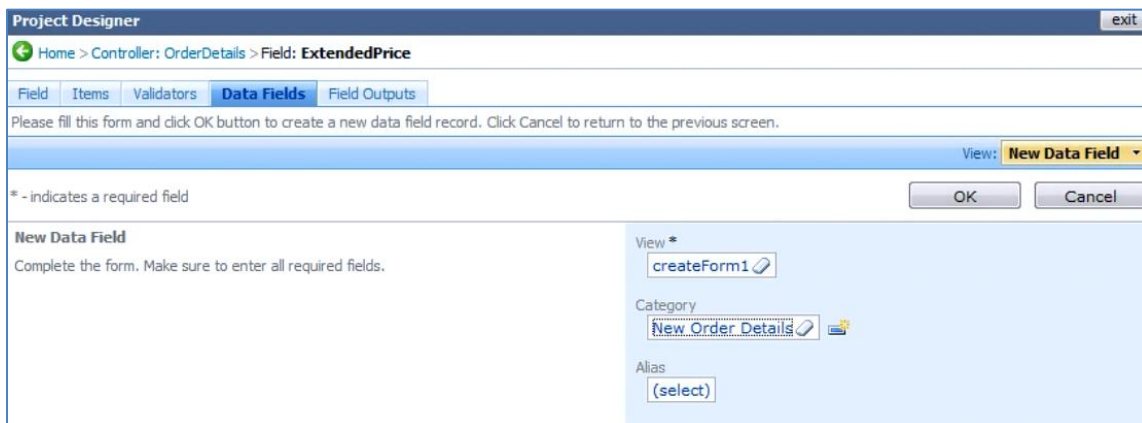 Project Designer
exit
Home > Controller: OrderDetails > Field: ExtendedPrice
Field Items Validators Data Fields Field Outputs
Please fill this form and click OK button to create a new data field record. Click Cancel to return to the previous screen.
View: New Data Field
* - indicates a required field
OK Cancel
New Data Field
Complete the form. Make sure to enter all required fields.
View *
createForm1
Category
New Order Details
Alias
(select)